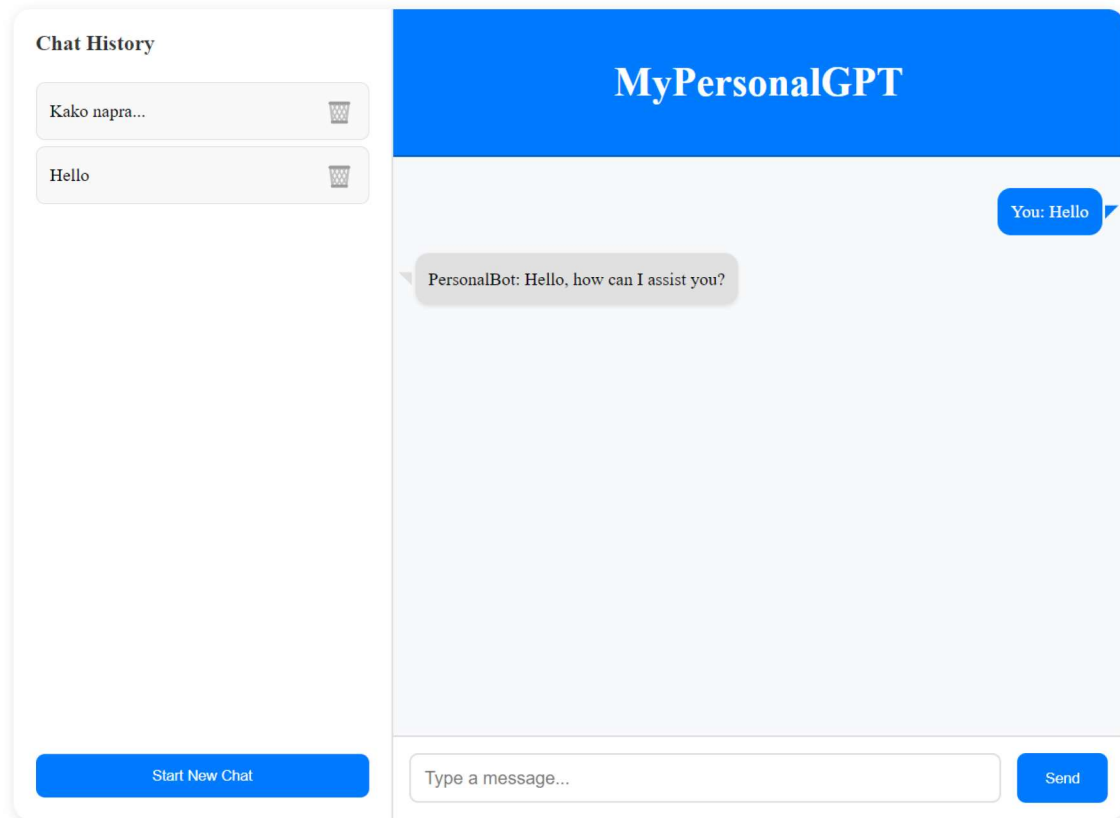 Chat History
Kako napra...
Hello
Start New Chat
MyPersonalGPT
You: Hello
PersonalBot: Hello, how can I assist you?
Type a message...
Send